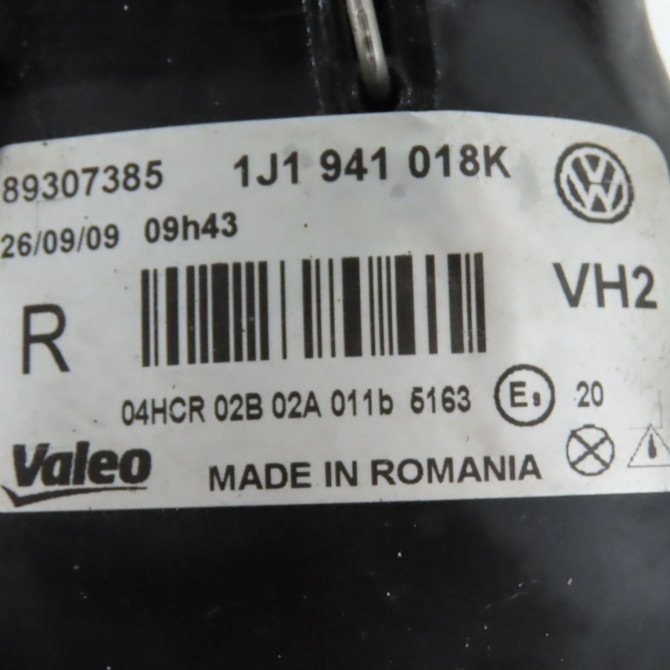 89307385 1J1 941 018K
26/09/09 09h43
VH2
R
04HCR 02B 02A 011b 5163 E9 20
Valeo MADE IN ROMANIA